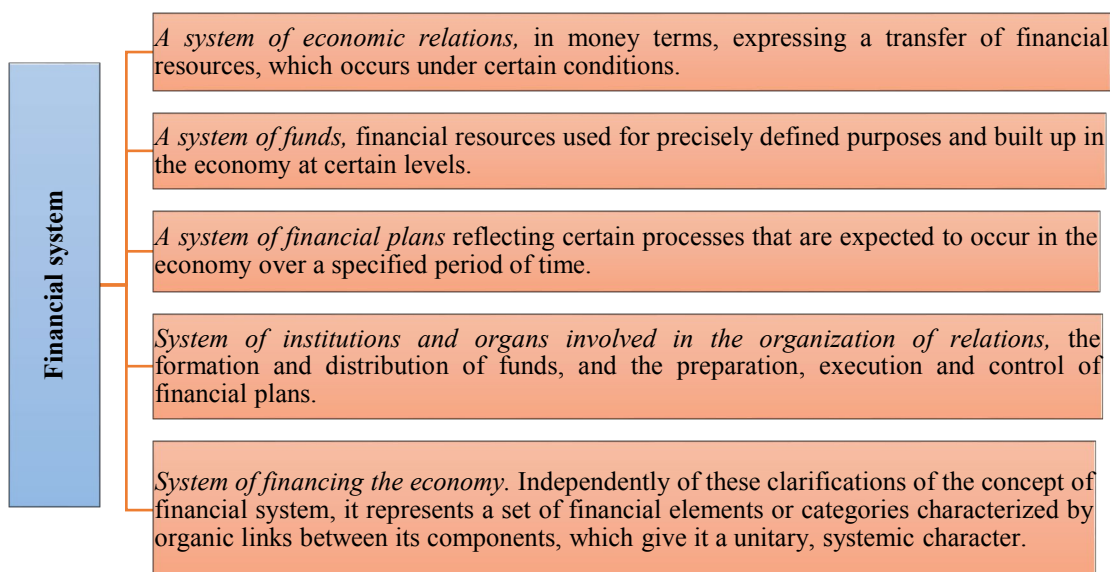 Financial system
A system of economic relations, in money terms, expressing a transfer of financial
resources, which occurs under certain conditions.
A system of funds, financial resources used for precisely defined purposes and built up in
the economy at certain levels.
A system of financial plans reflecting certain processes that are expected to occur in the
economy over a specified period of time.
System of institutions and organs involved in the organization of relations, the
formation and distribution of funds, and the preparation, execution and control of
financial plans.
System of financing the economy. Independently of these clarifications of the concept of
financial system, it represents a set of financial elements or categories characterized by
organic links between its components, which give it a unitary, systemic character.